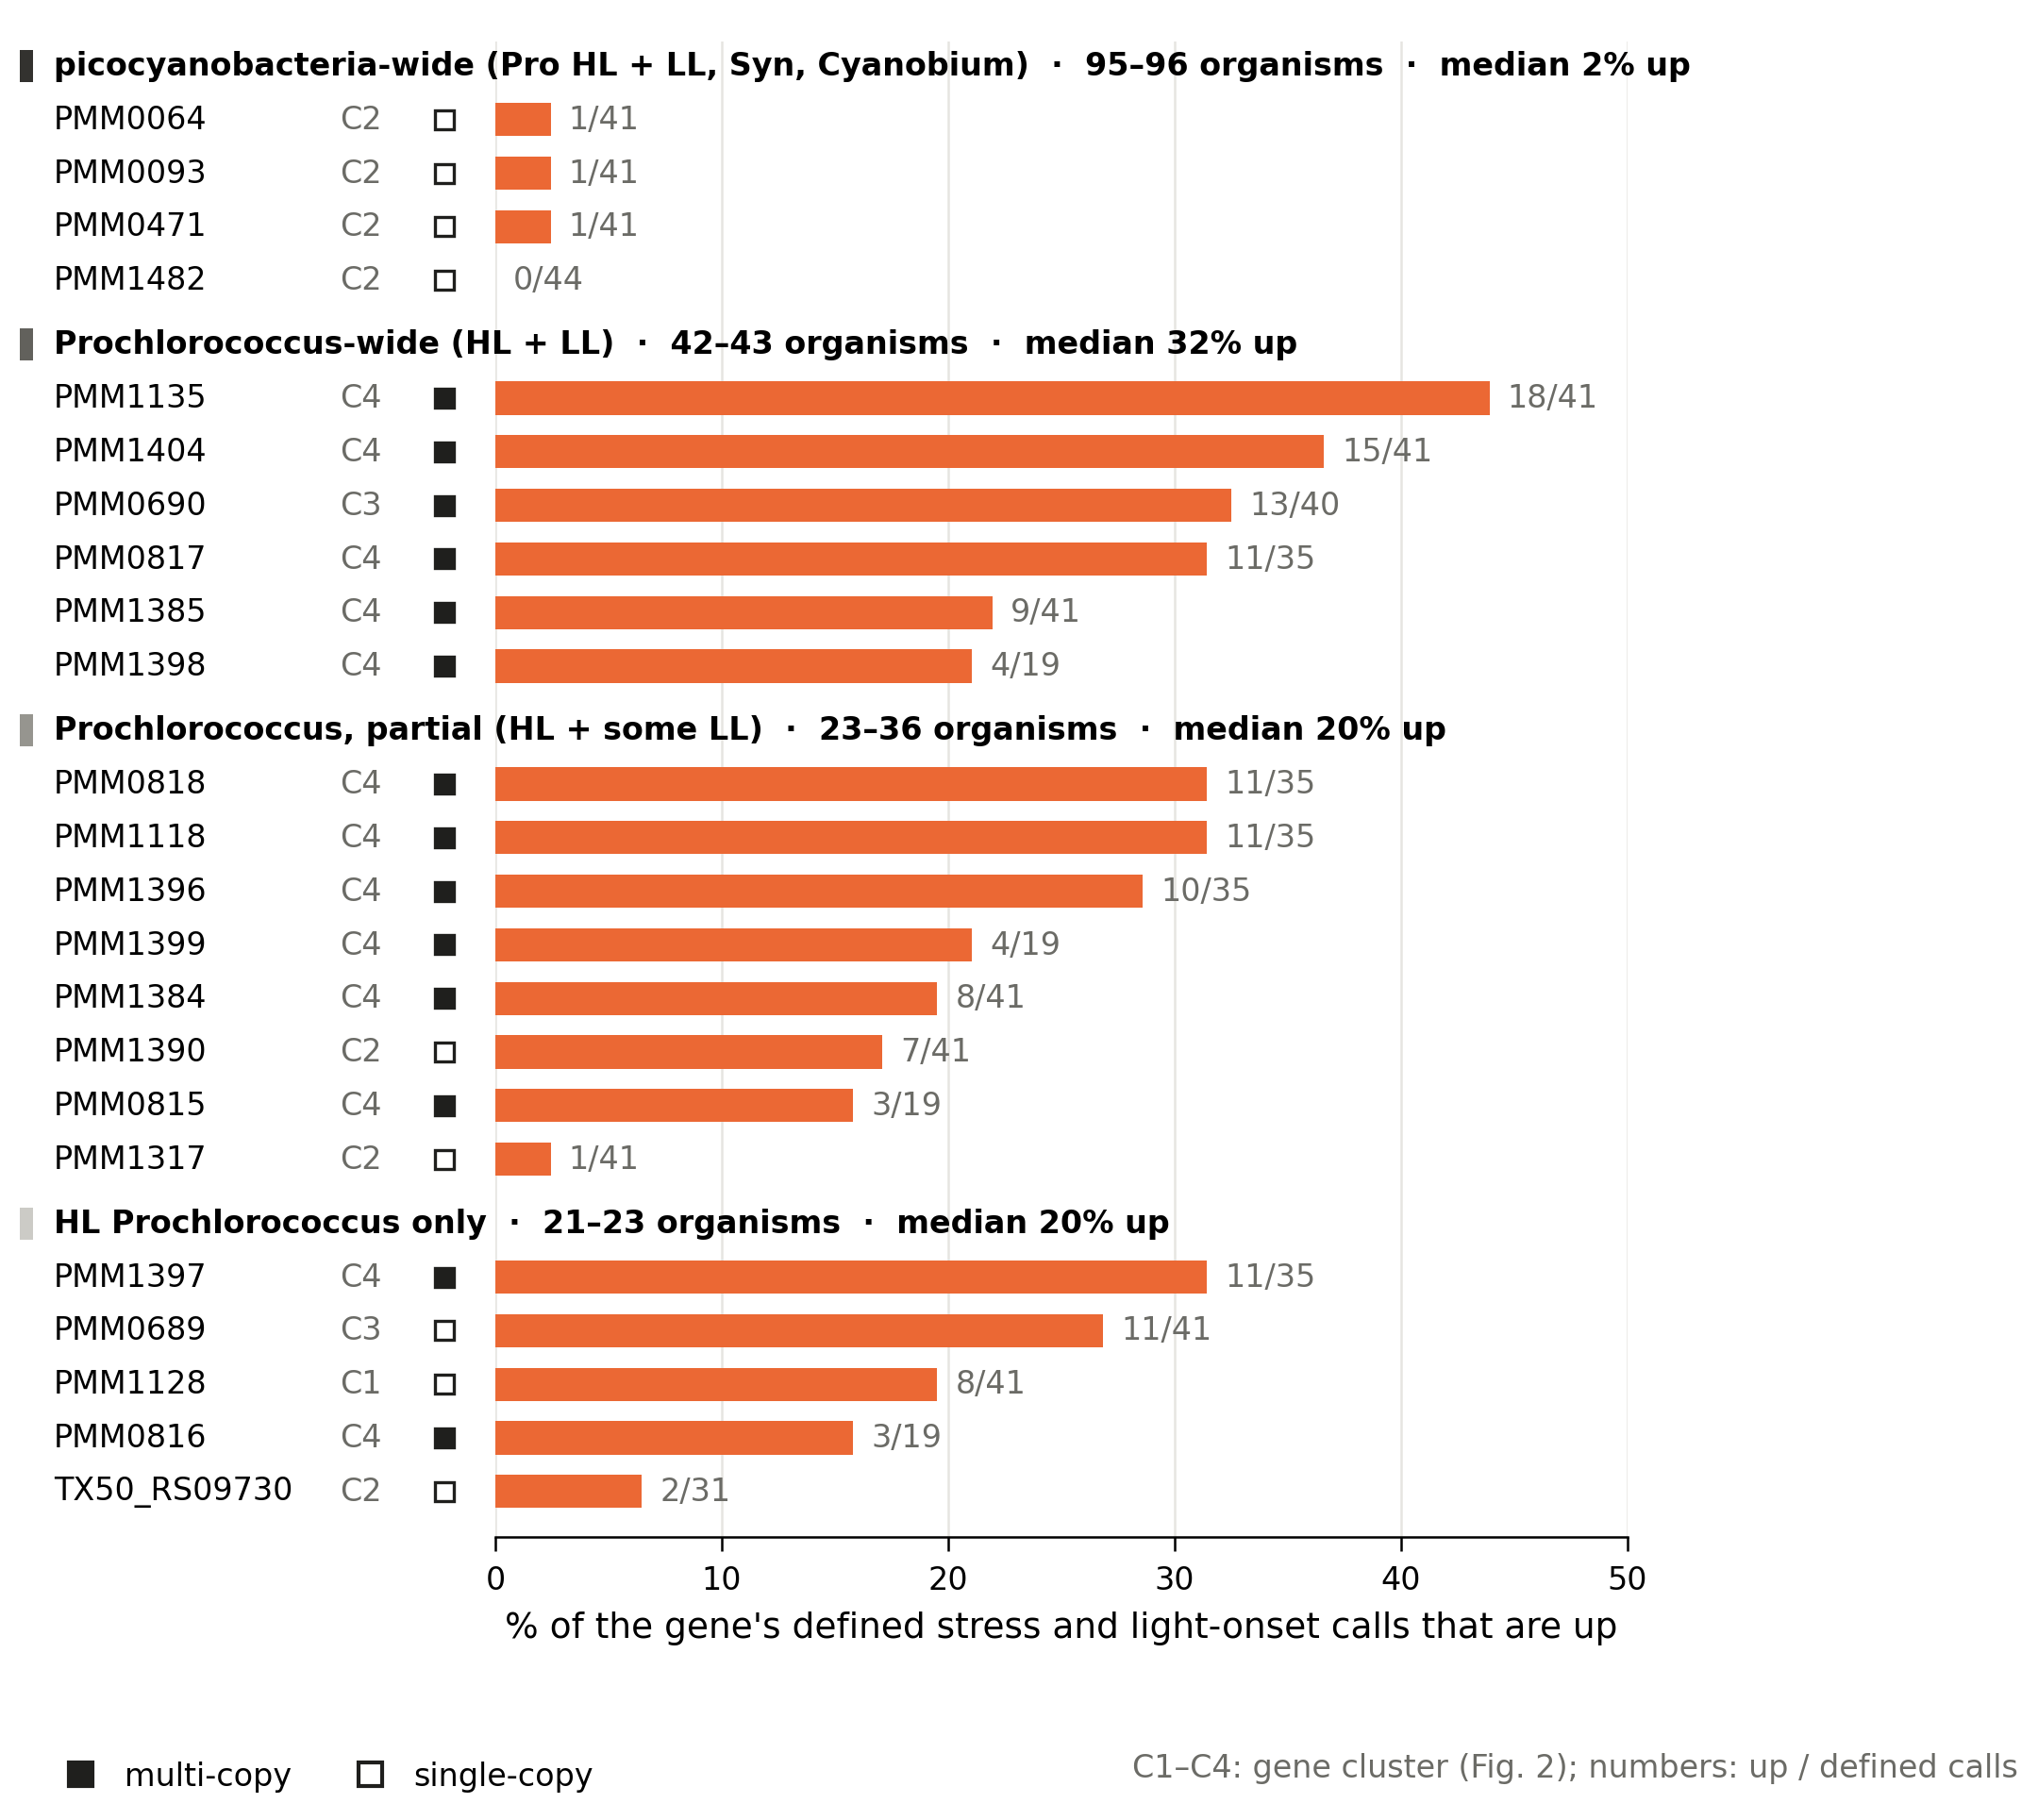 picocyanobacteria-wide (Pro HL + LL, Syn, Cyanobium) · 95–96 organisms · median 2% up
PMM0064 C2 1/41
PMM0093 C2 1/41
PMM0471 C2 1/41
PMM1482 C2 0/44
Prochlorococcus-wide (HL + LL) · 42–43 organisms · median 32% up
PMM1135 C4 18/41
PMM1404 C4 15/41
PMM0690 C3 13/40
PMM0817 C4 11/35
PMM1385 C4 9/41
PMM1398 C4 4/19
Prochlorococcus, partial (HL + some LL) · 23–36 organisms · median 20% up
PMM0818 C4 11/35
PMM1118 C4 11/35
PMM1396 C4 10/35
PMM1399 C4 4/19
PMM1384 C4 8/41
PMM1390 C2 7/41
PMM0815 C4 3/19
PMM1317 C2 1/41
HL Prochlorococcus only · 21–23 organisms · median 20% up
PMM1397 C4 11/35
PMM0689 C3 11/41
PMM1128 C1 8/41
PMM0816 C4 3/19
TX50_RS09730 C2 2/31
0 10 20 30 40 50
% of the gene's defined stress and light-onset calls that are up
multi-copy single-copy
C1–C4: gene cluster (Fig. 2); numbers: up / defined calls